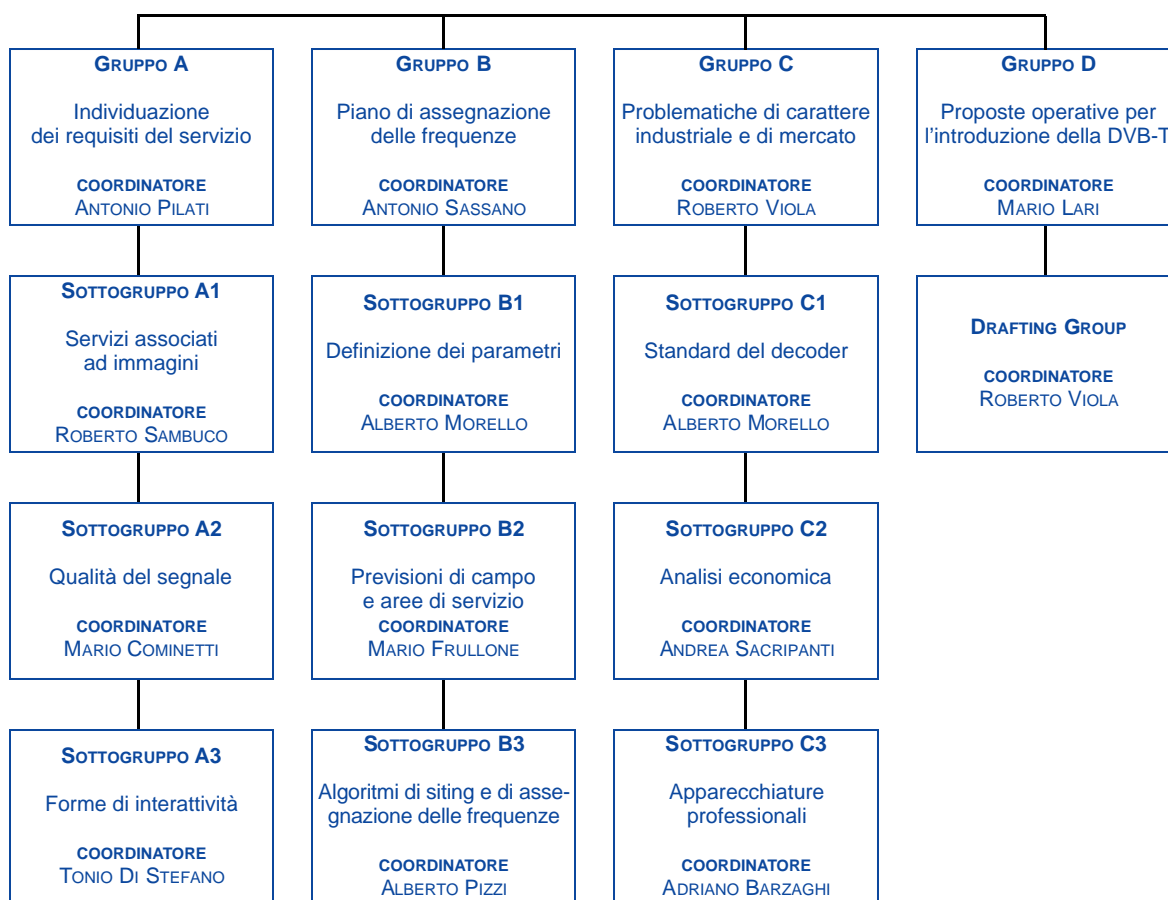 GRUPPO A
Individuazione
dei requisiti del servizio
COORDINATORE
ANTONIO PILATI
GRUPPO B
Piano di assegnazione
delle frequenze
COORDINATORE
ANTONIO SASSANO
GRUPPO C
Problematiche di carattere
industriale e di mercato
COORDINATORE
ROBERTO VIOLA
GRUPPO D
Proposte operative per
l'introduzione della DVB-T
COORDINATORE
MARIO LARI
SOTTOGRUPPO A1
Servizi associati
ad immagini
COORDINATORE
ROBERTO SAMBUCO
SOTTOGRUPPO B1
Definizione dei parametri
COORDINATORE
ALBERTO MORELLO
SOTTOGRUPPO C1
Standard del decoder
COORDINATORE
ALBERTO MORELLO
DRAFTING GROUP
COORDINATORE
ROBERTO VIOLA
SOTTOGRUPPO A2
Qualità del segnale
COORDINATORE
MARIO COMINETTI
SOTTOGRUPPO B2
Previsioni di campo
e aree di servizio
COORDINATORE
MARIO FRULLONE
SOTTOGRUPPO C2
Analisi economica
COORDINATORE
ANDREA SACRIPANTI
SOTTOGRUPPO A3
Forme di interattività
COORDINATORE
TONIO DI STEFANO
SOTTOGRUPPO B3
Algoritmi di siting e di asse-
gnazione delle frequenze
COORDINATORE
ALBERTO PIZZI
SOTTOGRUPPO C3
Apparecchiature
professionali
COORDINATORE
ADRIANO BARZAGHI